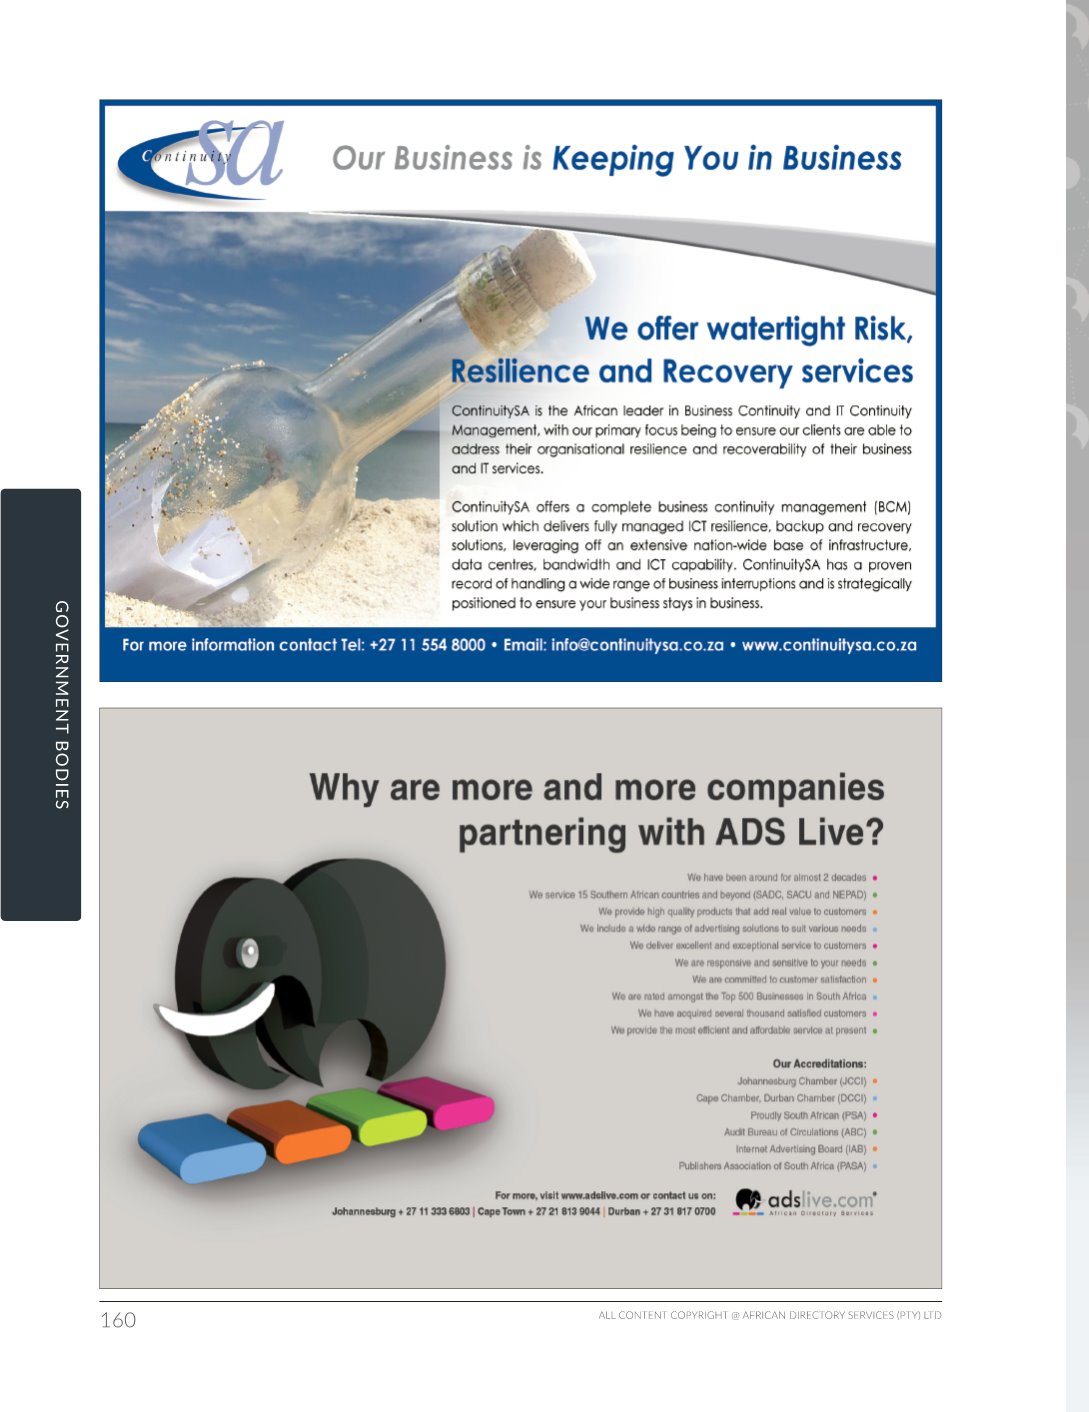 Continuity
sa
Our Business is Keeping You in Business
We offer watertight Risk,
Resilience and Recovery services
ContinuitySA is the African leader in Business Continuity and IT Continuity
Management, with our primary focus being to ensure our clients are able to
address their organisational resilience and recoverability of their business
and IT services.
ContinuitySA offers a complete business continuity management (BCM)
solution which delivers fully managed ICT resilience, backup and recovery
solutions, leveraging off an extensive nation-wide base of infrastructure,
data centres, bandwidth and ICT capability. ContinuitySA has a proven
record of handling a wide range of business interruptions and is strategically
positioned to ensure your business stays in business.
For more information contact Tel: +27 11 554 8000 • Email: info@continuitysa.co.za • www.continuitysa.co.za
GOVERNMENT BODIES
Why are more and more companies
partnering with ADS Live?
We have been around for almost 2 decades •
We service 15 Southern African countries and beyond (SADC, SACU and NEPAD) •
We provide high quality products that add real value to customers •
We include a wide range of advertising solutions to suit various needs •
We deliver excellent and exceptional service to customers •
We are responsive and sensitive to your needs •
We are committed to customer satisfaction •
We are rated amongst the Top 500 Businesses in South Africa •
We have acquired several thousand satisfied customers •
We provide the most efficient and affordable service at present •
Our Accreditations:
Johannesburg Chamber (JCCI) •
Cape Chamber, Durban Chamber (DCCI) •
Proudly South African (PSA) •
Audit Bureau of Circulations (ABC) •
Internet Advertising Board (IAB) •
Publishers Association of South Africa (PASA) •
For more, visit www.adslive.com or contact us on:
Johannesburg + 27 11 333 6803 | Cape Town + 27 21 813 9044 | Durban + 27 31 817 0700
adslive.com
African Directory Services
160
ALL CONTENT COPYRIGHT @ AFRICAN DIRECTORY SERVICES (PTY) LTD